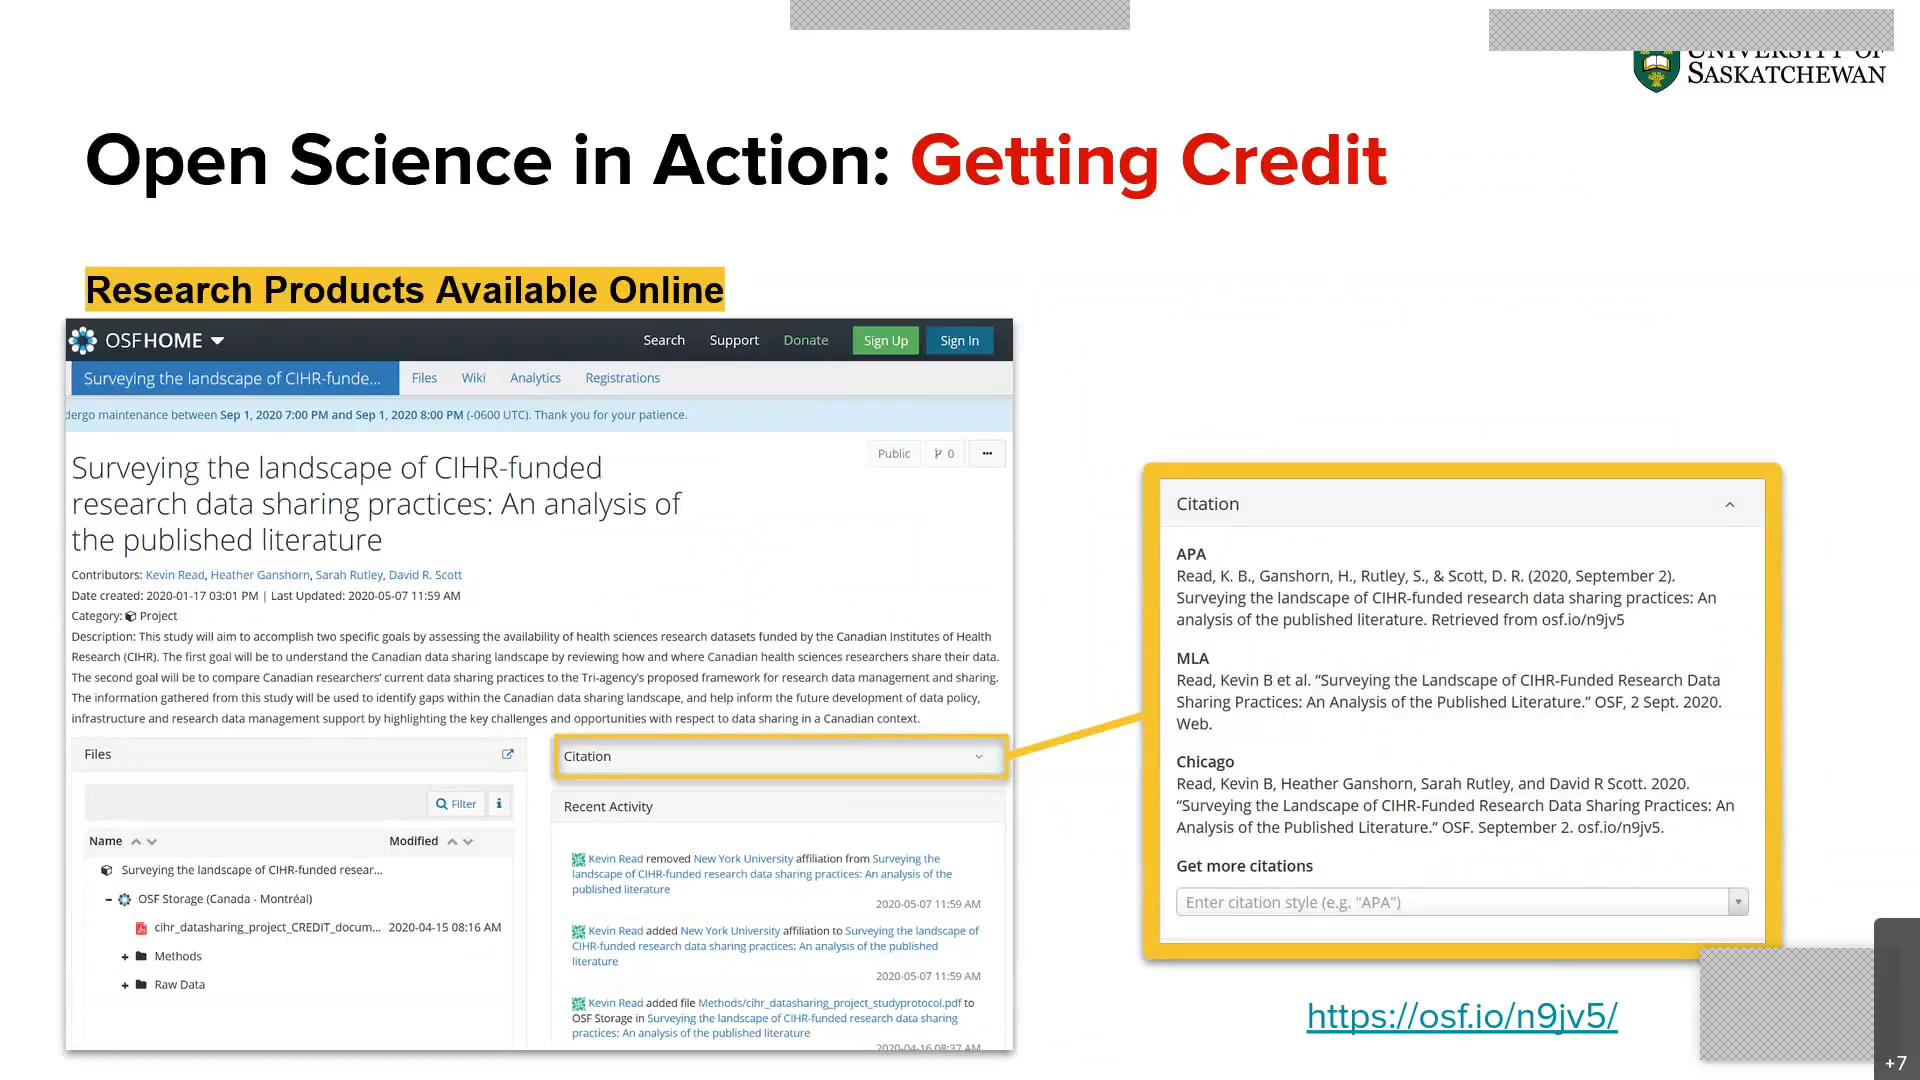 SASKATCHEWAN
Open Science in Action: Getting Credit
Research Products Available Online
OSFHOME
Search Support Donate Sign Up Sign In
Surveying the landscape of CIHR-funde... Files Wiki Analytics Registrations
maintenance between Sep 1, 2020 7:00 PM and Sep 1, 2020 8:00 PM (-0600 UTC). Thank you for your patience.
Public 0 ...
Surveying the landscape of CIHR-funded
research data sharing practices: An analysis of
the published literature
Contributors: Kevin Read, Heather Ganshorn, Sarah Rutley, David R. Scott
Date created: 2020-01-17 03:01 PM | Last Updated: 2020-05-07 11:59 AM
Category: Project
Description: This study will aim to accomplish two specific goals by assessing the availability of health sciences research datasets funded by the Canadian Institutes of Health
Research (CIHR). The first goal will be to understand the Canadian data sharing landscape by reviewing how and where Canadian health sciences researchers share their data.
The second goal will be to compare Canadian researchers' current data sharing practices to the Tri-agency's proposed framework for research data management and sharing.
The information gathered from this study will be used to identify gaps within the Canadian data sharing landscape, and help inform the future development of data policy,
infrastructure and research data management support by highlighting the key challenges and opportunities with respect to data sharing in a Canadian context.
Files
Filter i
Name Modified
Surveying the landscape of CIHR-funded resear...
OSF Storage (Canada - Montréal)
cihr_datasharing_project_CREDIT_docum... 2020-04-15 08:16 AM
Methods
Raw Data
Citation
Recent Activity
Kevin Read removed New York University affiliation from Surveying the
landscape of CIHR-funded research data sharing practices: An analysis of the
published literature
2020-05-07 11:59 AM
Kevin Read added New York University affiliation to Surveying the landscape of
CIHR-funded research data sharing practices: An analysis of the published
literature
2020-05-07 11:59 AM
Kevin Read added file Methods/cihr_datasharing_project_studyprotocol.pdf to
OSF Storage in Surveying the landscape of CIHR-funded research data sharing
practices: An analysis of the published literature
2020-04-16 08:37 AM
Citation
APA
Read, K. B., Ganshorn, H., Rutley, S., & Scott, D. R. (2020, September 2).
Surveying the landscape of CIHR-funded research data sharing practices: An
analysis of the published literature. Retrieved from osf.io/n9jv5
MLA
Read, Kevin B et al. “Surveying the Landscape of CIHR-Funded Research Data
Sharing Practices: An Analysis of the Published Literature.” OSF, 2 Sept. 2020.
Web.
Chicago
Read, Kevin B, Heather Ganshorn, Sarah Rutley, and David R Scott. 2020.
“Surveying the Landscape of CIHR-Funded Research Data Sharing Practices: An
Analysis of the Published Literature.” OSF. September 2. osf.io/n9jv5.
Get more citations
Enter citation style (e.g. "APA")
https://osf.io/n9jv5/
+7